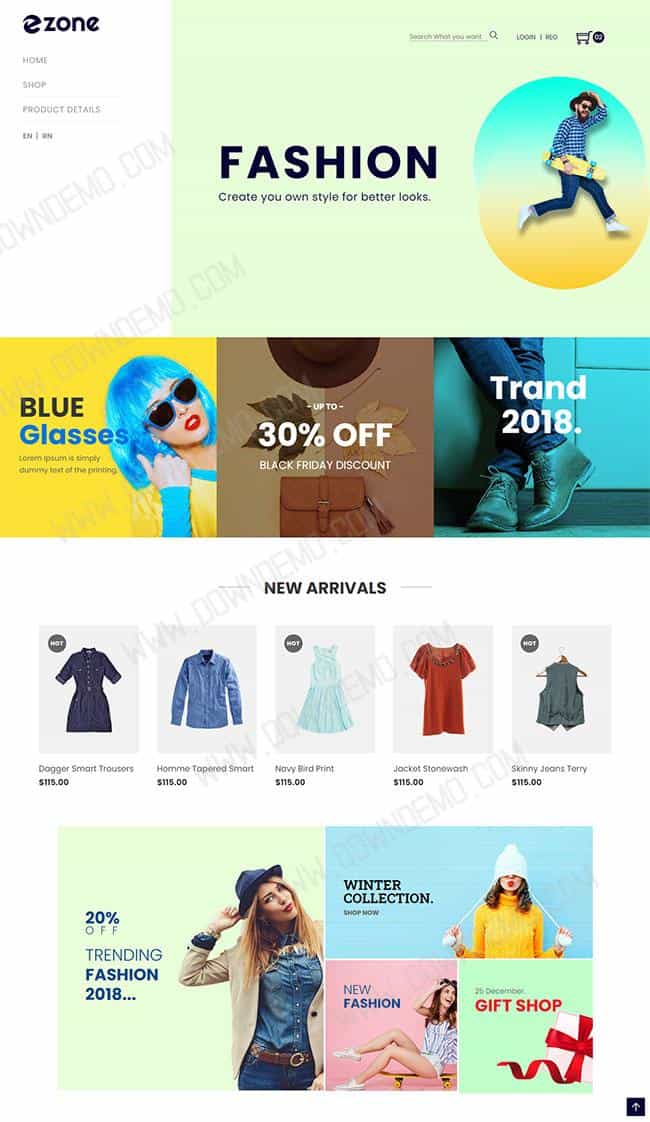 ezone
HOME
SHOP
PRODUCT DETAILS
EN | RN
Search What you want
LOGIN | REG
02
FASHION
Create you own style for better looks.
BLUE
Glasses
Lorem Ipsum is simply
dummy text of the printing.
- UP TO -
30% OFF
BLACK FRIDAY DISCOUNT
Trand
2018.
NEW ARRIVALS
HOT
HOT
HOT
Dagger Smart Trousers
$115.00
Homme Tapered Smart
$115.00
Navy Bird Print
$115.00
Jacket Stonewash
$115.00
Skinny Jeans Terry
$115.00
20%
OFF
TRENDING
FASHION
2018...
WINTER
COLLECTION.
SHOP NOW
NEW
FASHION
25 December.
GIFT SHOP
WWW.DOWNDEMO.COM